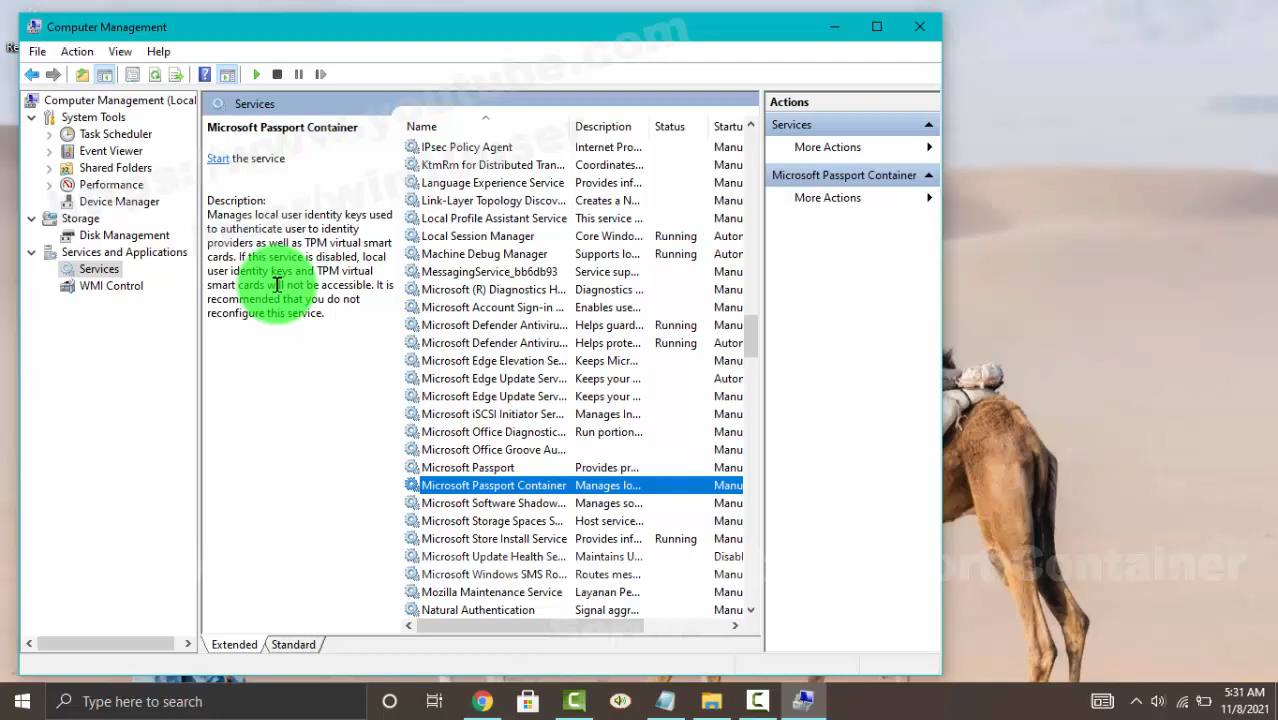 Computer Management
File Action View Help
Computer Management (Local
System Tools
Task Scheduler
Event Viewer
Shared Folders
Performance
Device Manager
Storage
Disk Management
Services and Applications
Services
WMI Control
Services
Microsoft Passport Container
Start the service
Description:
Manages local user identity keys used
to authenticate user to identity
providers as well as TPM virtual smart
cards. If this service is disabled, local
user identity keys and TPM virtual
smart cards will not be accessible. It is
recommended that you do not
reconfigure this service.
Name Description Status Startu
IPsec Policy Agent Internet Pro... Manu
KtmRm for Distributed Tran... Coordinates... Manu
Language Experience Service Provides inf... Manu
Link-Layer Topology Discov... Creates a N... Manu
Local Profile Assistant Service This service ... Manu
Local Session Manager Core Windo... Running Autor
Machine Debug Manager Supports lo... Running Autor
MessagingService_bb6db93 Service sup... Manu
Microsoft (R) Diagnostics H... Diagnostics ... Manu
Microsoft Account Sign-in ... Enables use... Manu
Microsoft Defender Antiviru... Helps guard... Running Manu
Microsoft Defender Antiviru... Helps prote... Running Autor
Microsoft Edge Elevation Se... Keeps Micr... Manu
Microsoft Edge Update Serv... Keeps your ... Autor
Microsoft Edge Update Serv... Keeps your ... Manu
Microsoft iSCSI Initiator Ser... Manages In... Manu
Microsoft Office Diagnostic... Run portion... Manu
Microsoft Office Groove Au... Manu
Microsoft Passport Provides pr... Manu
Microsoft Passport Container Manages lo... Manu
Microsoft Software Shadow... Manages so... Manu
Microsoft Storage Spaces S... Host service... Manu
Microsoft Store Install Service Provides inf... Running Manu
Microsoft Update Health Se... Maintains U... Disabl
Microsoft Windows SMS Ro... Routes mes... Manu
Mozilla Maintenance Service Layanan Pe... Manu
Natural Authentication Signal aggr... Manu
Extended Standard
Actions
Services
More Actions
Microsoft Passport Container
More Actions
Container
Type here to search
5:31 AM
11/8/2021